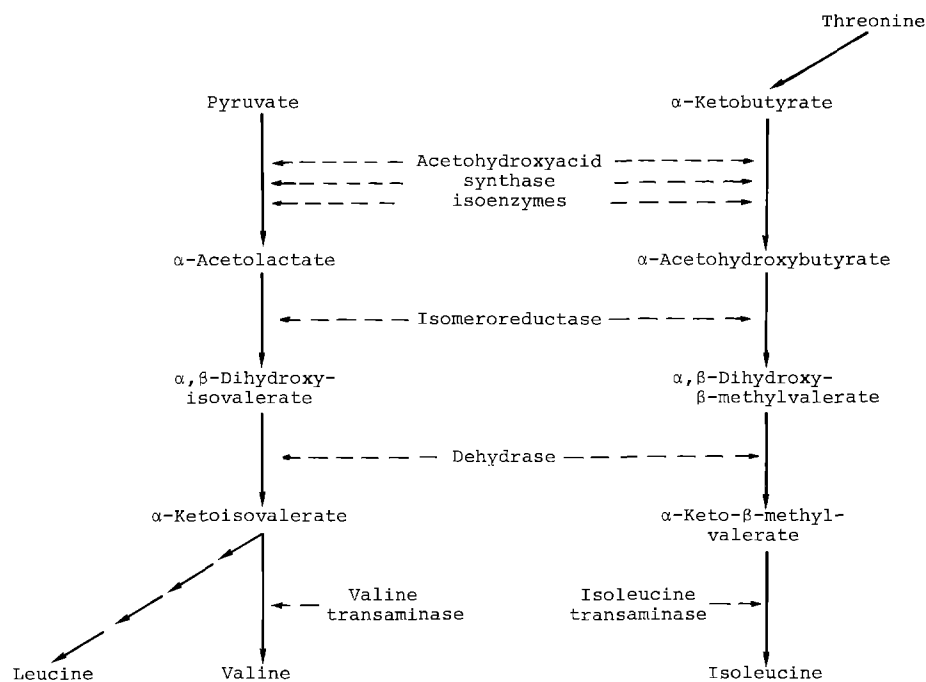 Threonine
Pyruvate
α-Ketobutyrate
Acetohydroxyacid
synthase
isoenzymes
α-Acetolactate
α-Acetohydroxybutyrate
Isomeroreductase
α,β-Dihydroxy-
isovalerate
α,β-Dihydroxy-
β-methylvalerate
Dehydrase
α-Ketoisovalerate
α-Keto-β-methyl-
valerate
Valine
transaminase
Isoleucine
transaminase
Leucine
Valine
Isoleucine